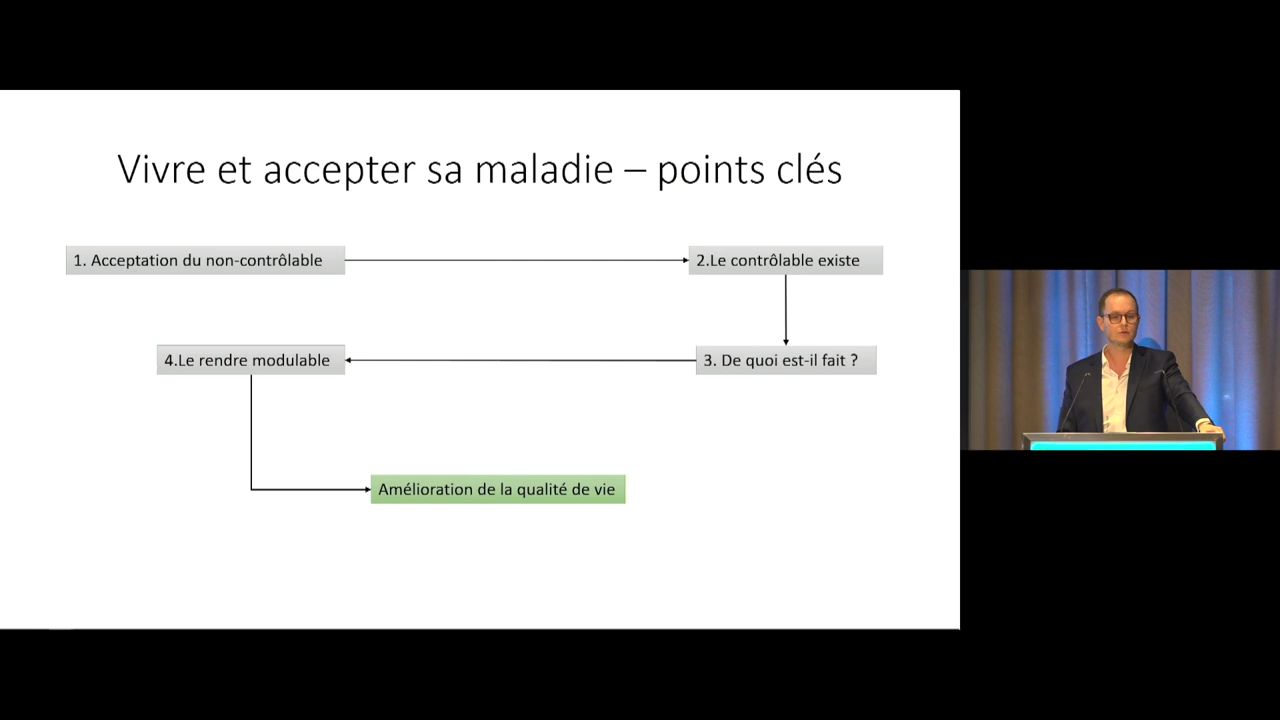 Vivre et accepter sa maladie – points clés
1. Acceptation du non-contrôlable
2.Le contrôlable existe
3. De quoi est-il fait ?
4.Le rendre modulable
Amélioration de la qualité de vie